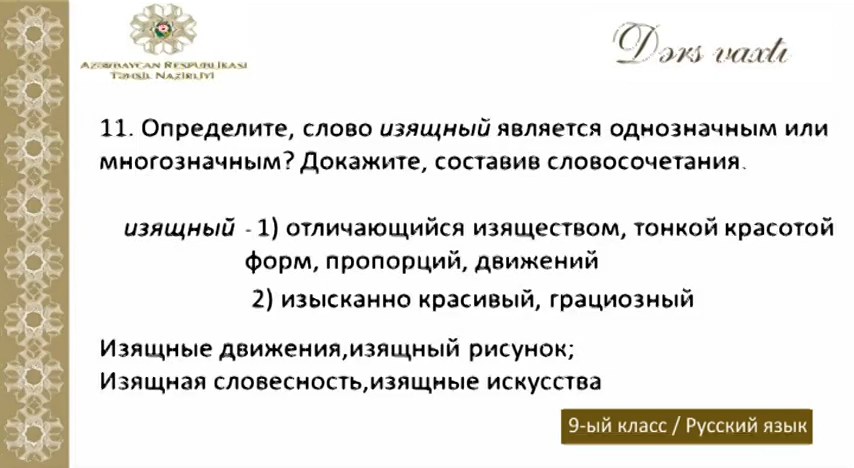 AZƏRBAYCAN RESPUBLİKASI
TƏHSİL NAZİRLİYİ
Dərs vaxtı
11. Определите, слово изящный является однозначным или
многозначным? Докажите, составив словосочетания.
изящный - 1) отличающийся изяществом, тонкой красотой
форм, пропорций, движений
2) изысканно красивый, грациозный
Изящные движения,изящный рисунок;
Изящная словесность,изящные искусства
9-ый класс / Русский язык